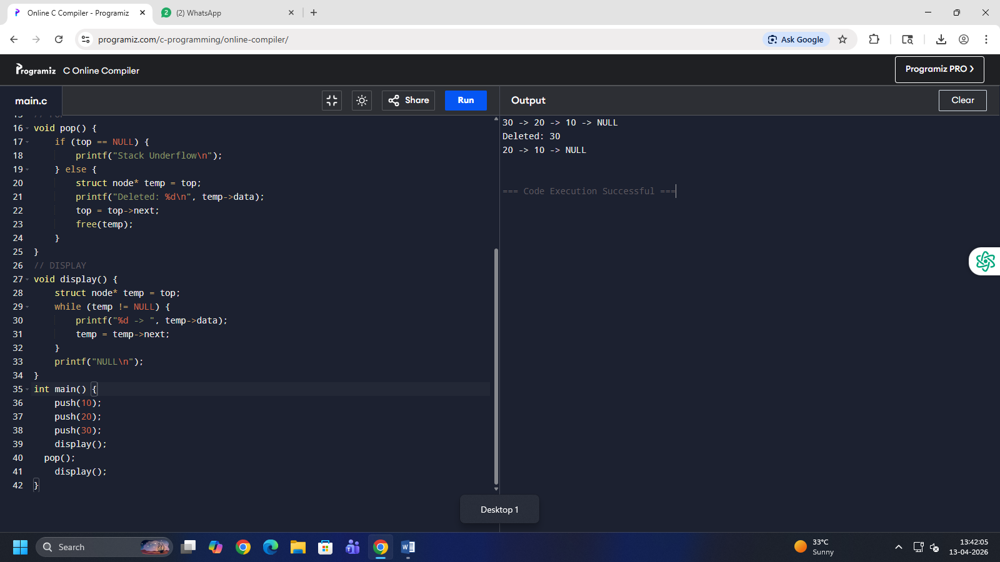 Online C Compiler - Programiz
2
(2) WhatsApp
programiz.com/c-programming/online-compiler/
Ask Google
Programiz
C Online Compiler
Programiz PRO
main.c
Share
Run
Output
Clear
16 void pop() {
17     if (top == NULL) {
18         printf("Stack Underflow\n");
19     } else {
20         struct node* temp = top;
21         printf("Deleted: %d\n", temp->data);
22         top = top->next;
23         free(temp);
24     }
25 }
26 // DISPLAY
27 void display() {
28     struct node* temp = top;
29     while (temp != NULL) {
30         printf("%d -> ", temp->data);
31         temp = temp->next;
32     }
33     printf("NULL\n");
34 }
35 int main() {
36     push(10);
37     push(20);
38     push(30);
39     display();
40   pop();
41     display();
42 }
30 -> 20 -> 10 -> NULL
Deleted: 30
20 -> 10 -> NULL
=== Code Execution Successful ===
Desktop 1
Search
33°C
Sunny
13:42:05
13-04-2026